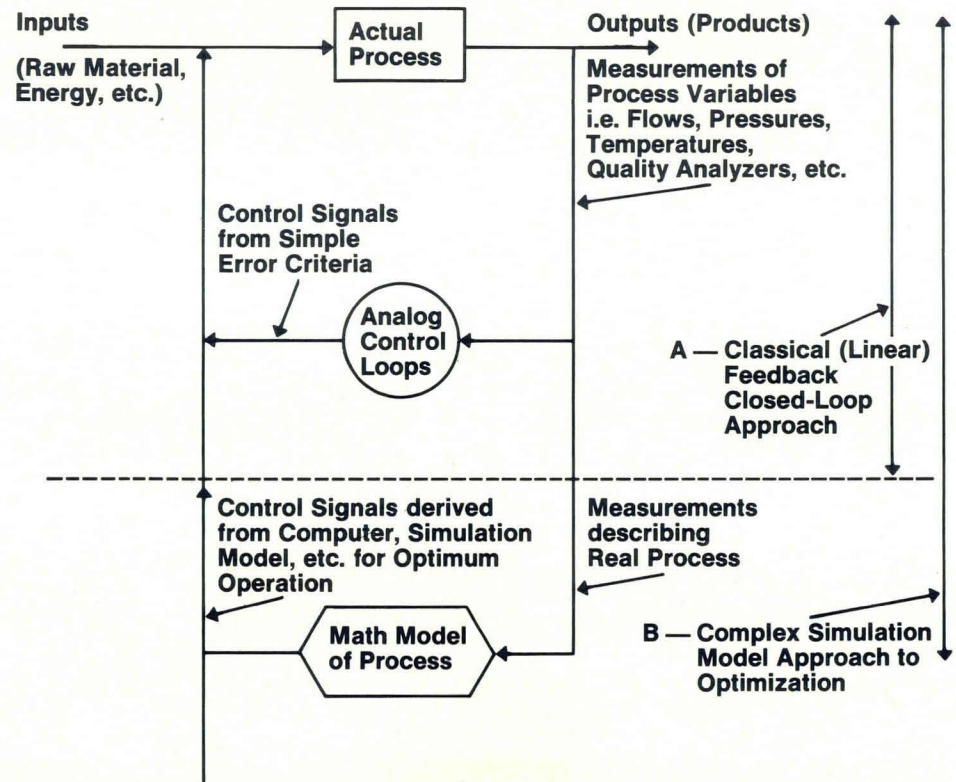 Inputs
(Raw Material,
Energy, etc.)
Actual
Process
Outputs (Products)
Measurements of
Process Variables
i.e. Flows, Pressures,
Temperatures,
Quality Analyzers, etc.
Control Signals
from Simple
Error Criteria
Analog
Control
Loops
A — Classical (Linear)
Feedback
Closed-Loop
Approach
Control Signals derived
from Computer, Simulation
Model, etc. for Optimum
Operation
Measurements
describing
Real Process
Math Model
of Process
B — Complex Simulation
Model Approach to
Optimization